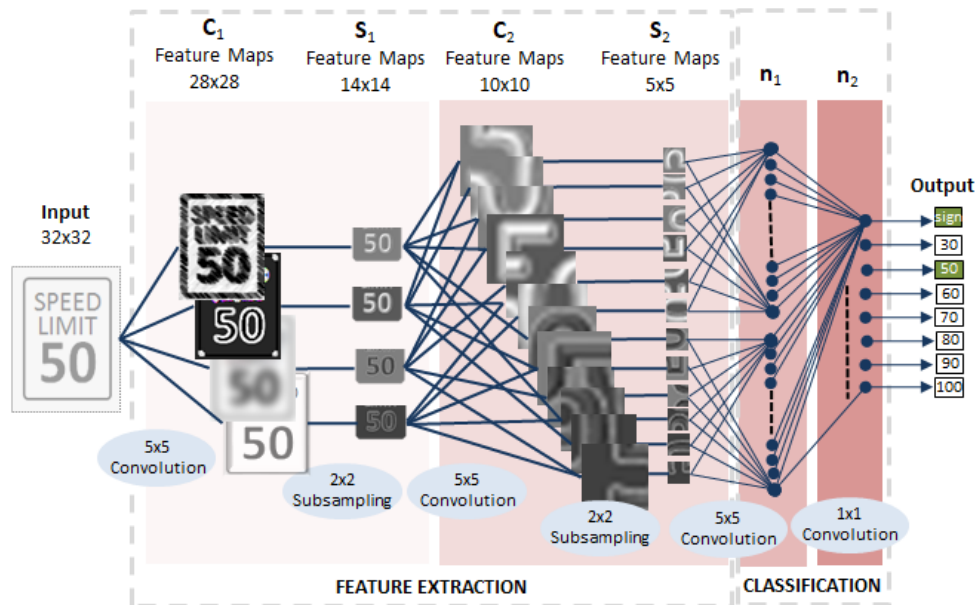 C1
Feature Maps
28x28
S1
Feature Maps
14x14
C2
Feature Maps
10x10
S2
Feature Maps
5x5
n1
n2
Input
32x32
Output
SPEED
LIMIT
50
SPEED
LIMIT
50
50
50
50
50
50
50
50
sign
30
50
60
70
80
90
100
5x5
Convolution
2x2
Subsampling
5x5
Convolution
2x2
Subsampling
5x5
Convolution
1x1
Convolution
FEATURE EXTRACTION
CLASSIFICATION